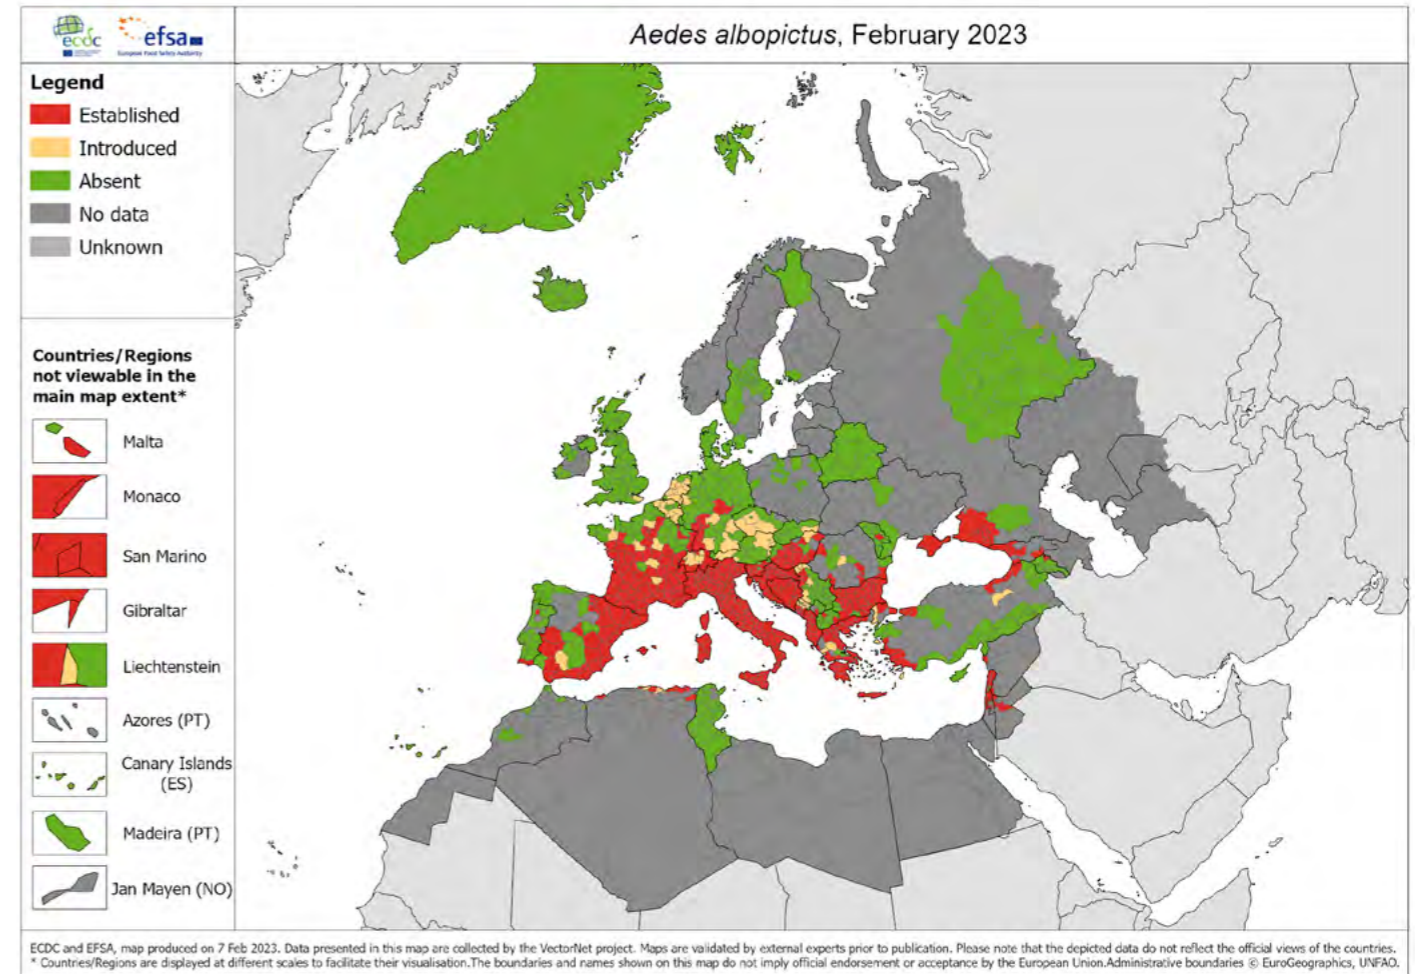 ecdc
efsa
European Food Safety Authority
Aedes albopictus, February 2023
Legend
Established
Introduced
Absent
No data
Unknown
Countries/Regions
not viewable in the
main map extent*
Malta
Monaco
San Marino
Gibraltar
Liechtenstein
Azores (PT)
Canary Islands
(ES)
Madeira (PT)
Jan Mayen (NO)
ECDC and EFSA, map produced on 7 Feb 2023. Data presented in this map are collected by the VectorNet project. Maps are validated by external experts prior to publication. Please note that the depicted data do not reflect the official views of the countries.
* Countries/Regions are displayed at different scales to facilitate their visualisation.The boundaries and names shown on this map do not imply official endorsement or acceptance by the European Union.Administrative boundaries © EuroGeographics, UNFAO.